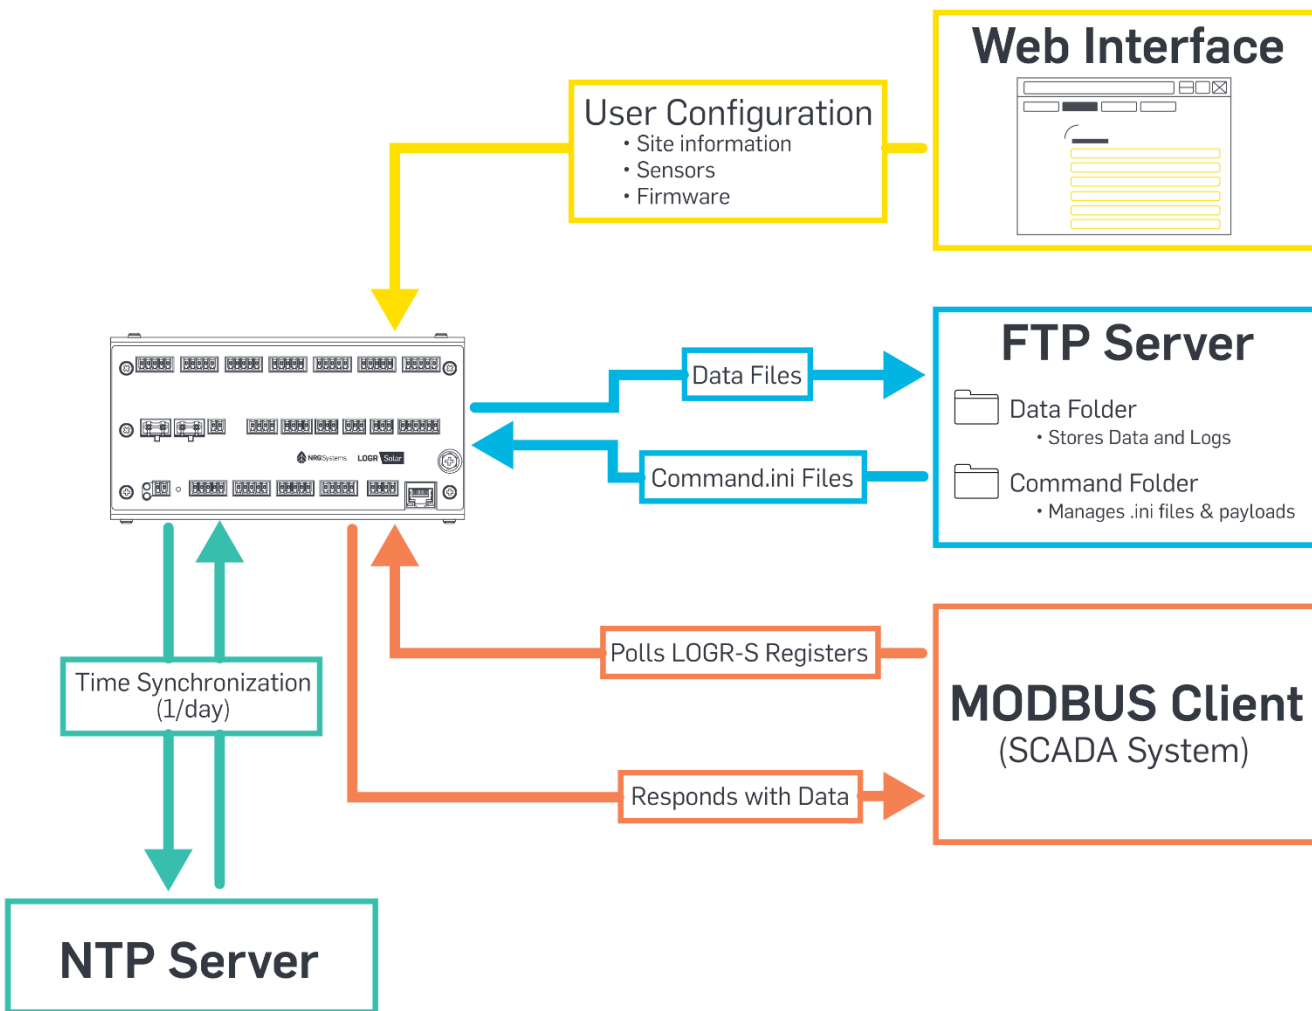 Web Interface
User Configuration
• Site information
• Sensors
• Firmware
FTP Server
Data Files
Data Folder
• Stores Data and Logs
Command.ini Files
Command Folder
• Manages .ini files & payloads
NRGSystems. LOGR Solar
Polls LOGR-S Registers
MODBUS Client
(SCADA System)
Time Synchronization
(1/day)
Responds with Data
NTP Server